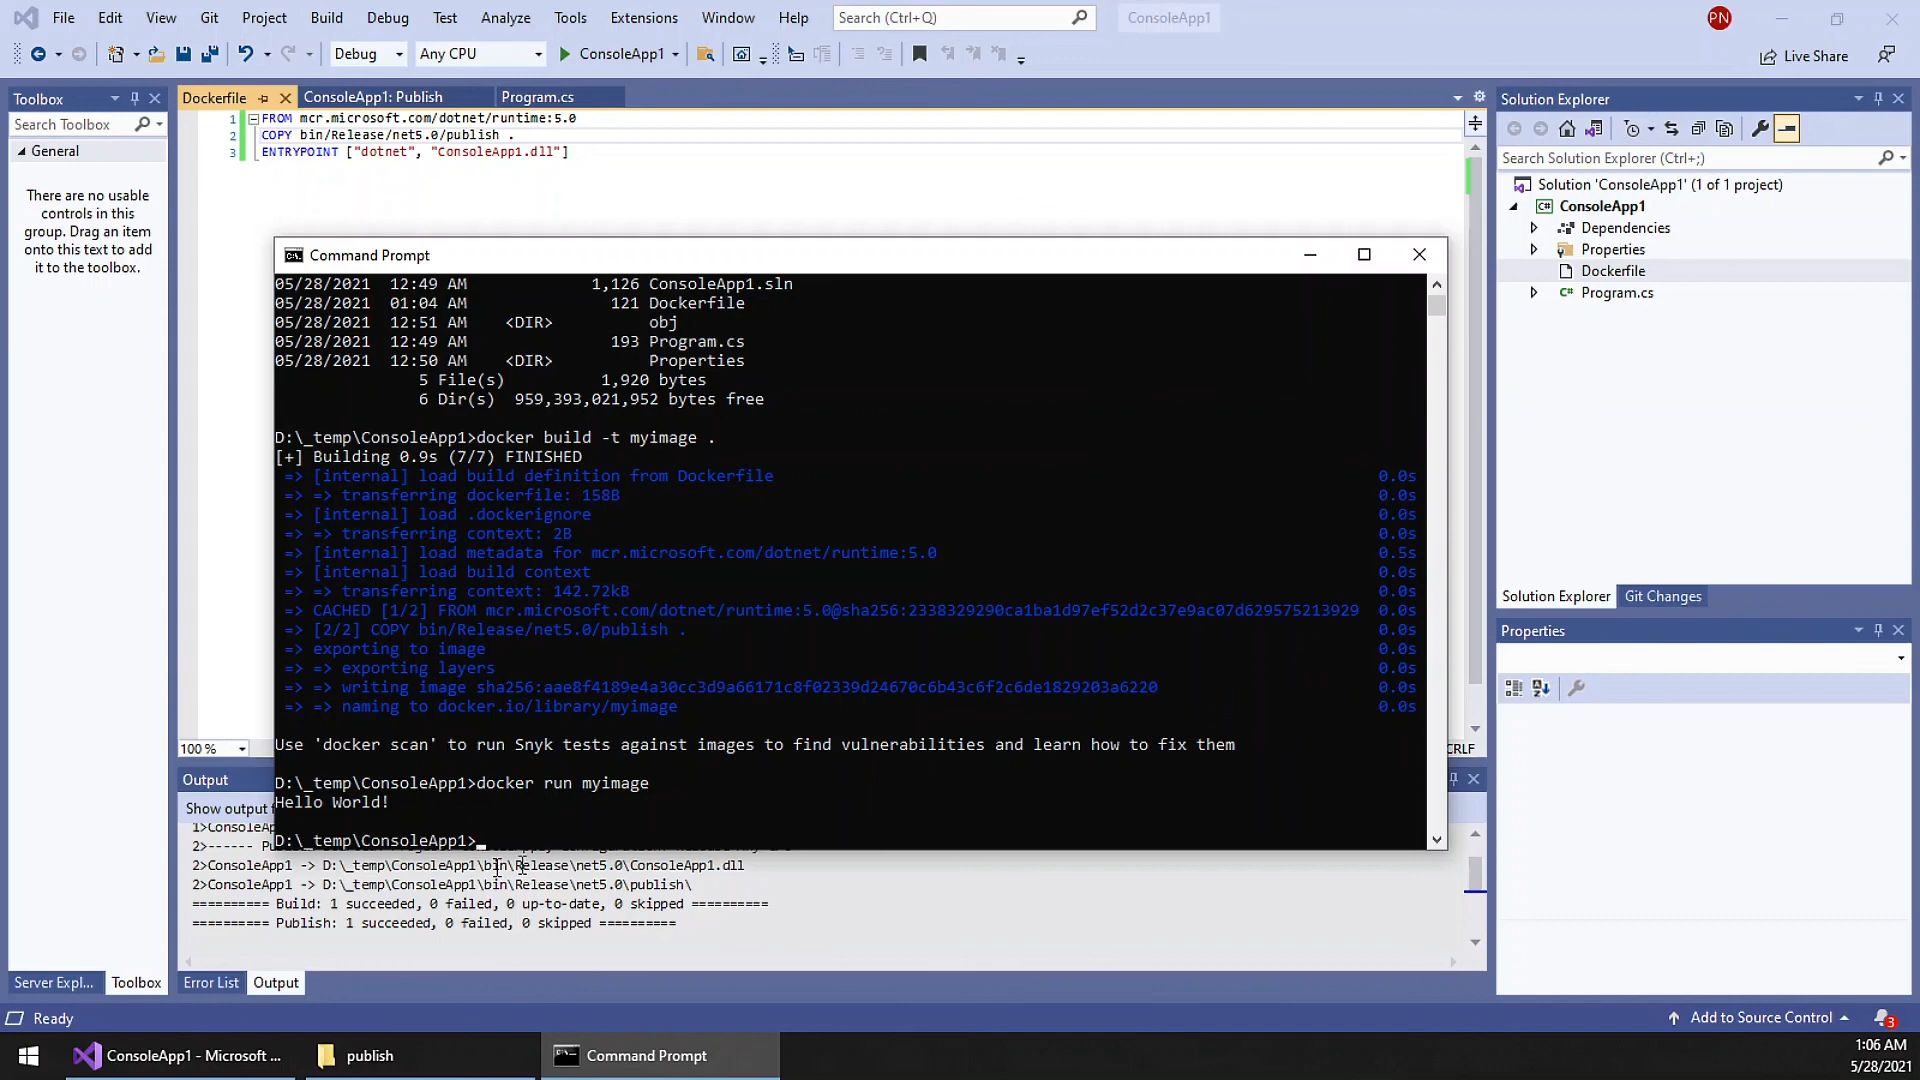 File Edit View Git Project Build Debug Test Analyze Tools Extensions Window Help Search (Ctrl+Q) ConsoleApp1 PN
Debug Any CPU ConsoleApp1 Live Share
Toolbox
Search Toolbox
General
There are no usable
controls in this
group. Drag an item
onto this text to add
it to the toolbox.
Dockerfile ConsoleApp1: Publish Program.cs
1 FROM mcr.microsoft.com/dotnet/runtime:5.0
2 COPY bin/Release/net5.0/publish .
3 ENTRYPOINT ["dotnet", "ConsoleApp1.dll"]
Command Prompt
05/28/2021 12:49 AM 1,126 ConsoleApp1.sln
05/28/2021 01:04 AM 121 Dockerfile
05/28/2021 12:51 AM <DIR> obj
05/28/2021 12:49 AM 193 Program.cs
05/28/2021 12:50 AM <DIR> Properties
5 File(s) 1,920 bytes
6 Dir(s) 959,393,021,952 bytes free
D:\_temp\ConsoleApp1>docker build -t myimage .
[+] Building 0.9s (7/7) FINISHED
=> [internal] load build definition from Dockerfile 0.0s
=> => transferring dockerfile: 158B 0.0s
=> [internal] load .dockerignore 0.0s
=> => transferring context: 2B 0.0s
=> [internal] load metadata for mcr.microsoft.com/dotnet/runtime:5.0 0.5s
=> [internal] load build context 0.0s
=> => transferring context: 142.72kB 0.0s
=> CACHED [1/2] FROM mcr.microsoft.com/dotnet/runtime:5.0@sha256:2338329290ca1ba1d97ef52d2c37e9ac07d629575213929 0.0s
=> [2/2] COPY bin/Release/net5.0/publish . 0.0s
=> exporting to image 0.0s
=> => exporting layers 0.0s
=> => writing image sha256:aae8f4189e4a30cc3d9a66171c8f02339d24670c6b43c6f2c6de1829203a6220 0.0s
=> => naming to docker.io/library/myimage 0.0s
Use 'docker scan' to run Snyk tests against images to find vulnerabilities and learn how to fix them
D:\_temp\ConsoleApp1>docker run myimage
Hello World!
D:\_temp\ConsoleApp1>_
100 %
CRLF
Output
Show output
1>ConsoleAp
2>------
2>ConsoleApp1 -> D:\_temp\ConsoleApp1\bin\Release\net5.0\ConsoleApp1.dll
2>ConsoleApp1 -> D:\_temp\ConsoleApp1\bin\Release\net5.0\publish\
========== Build: 1 succeeded, 0 failed, 0 up-to-date, 0 skipped ==========
========== Publish: 1 succeeded, 0 failed, 0 skipped ==========
Server Expl... Toolbox Error List Output
Solution Explorer
Search Solution Explorer (Ctrl+;)
Solution 'ConsoleApp1' (1 of 1 project)
C# ConsoleApp1
Dependencies
Properties
Dockerfile
C# Program.cs
Solution Explorer Git Changes
Properties
Ready Add to Source Control 3
ConsoleApp1 - Microsoft ... publish Command Prompt
1:06 AM
5/28/2021